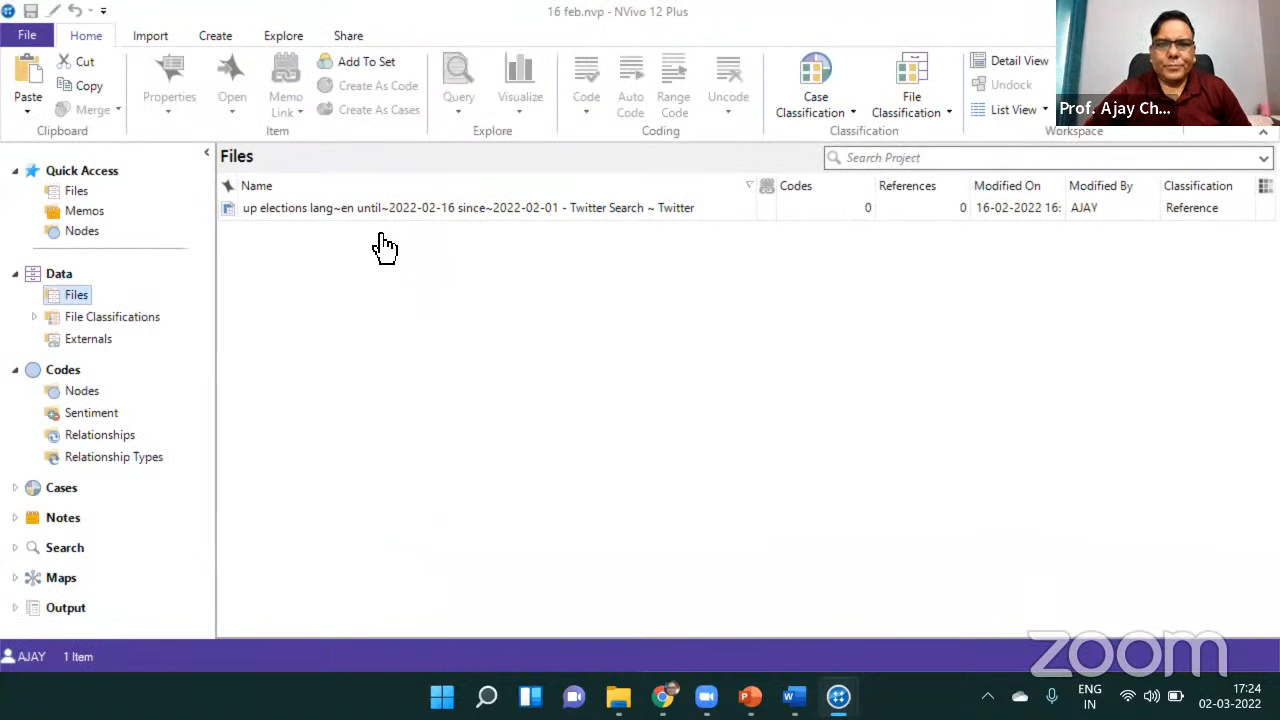 16 feb.nvp - NVivo 12 Plus
File Home Import Create Explore Share
Paste Cut Copy Merge Clipboard
Properties Open Memo Link Add To Set Create As Code Create As Cases Item
Query Visualize Explore
Code Auto Code Range Code Uncode Coding
Case Classification File Classification Classification
Detail View Undock List View Workspace
Prof. Ajay Ch...
Quick Access
Files
Memos
Nodes
Data
Files
File Classifications
Externals
Codes
Nodes
Sentiment
Relationships
Relationship Types
Cases
Notes
Search
Maps
Output
Files Search Project
Name Codes References Modified On Modified By Classification
up elections lang~en until~2022-02-16 since~2022-02-01 - Twitter Search ~ Twitter 0 0 16-02-2022 16: AJAY Reference
zoom
AJAY 1 Item
ENG
IN
17:24
02-03-2022